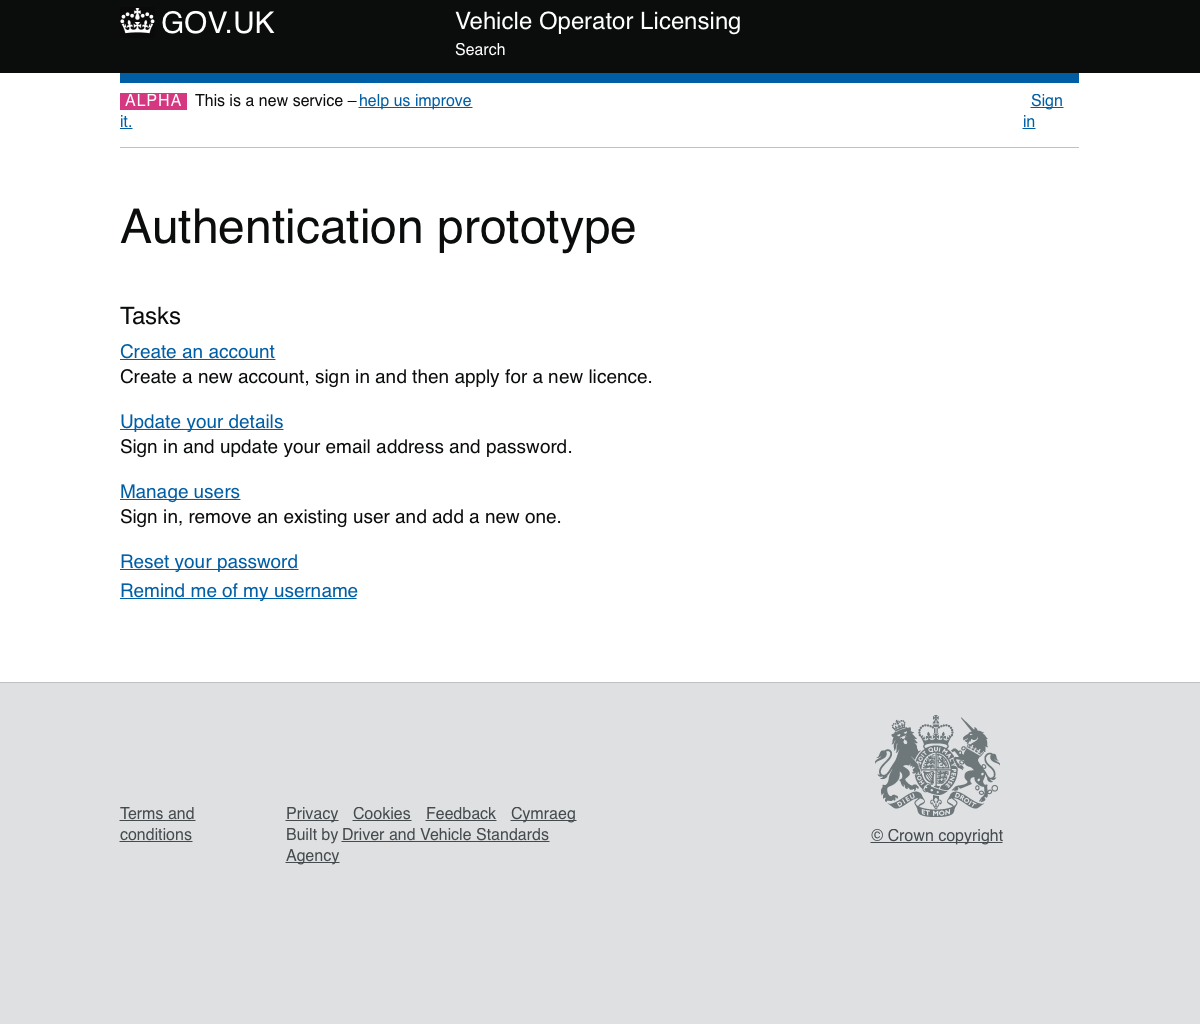 GOV.UK
Vehicle Operator Licensing
Search
ALPHA This is a new service – help us improve it.
Sign in
Authentication prototype
Tasks
Create an account
Create a new account, sign in and then apply for a new licence.
Update your details
Sign in and update your email address and password.
Manage users
Sign in, remove an existing user and add a new one.
Reset your password
Remind me of my username
Terms and
conditions
Privacy Cookies Feedback Cymraeg
Built by Driver and Vehicle Standards
Agency
DIEU ET MON DROIT
© Crown copyright